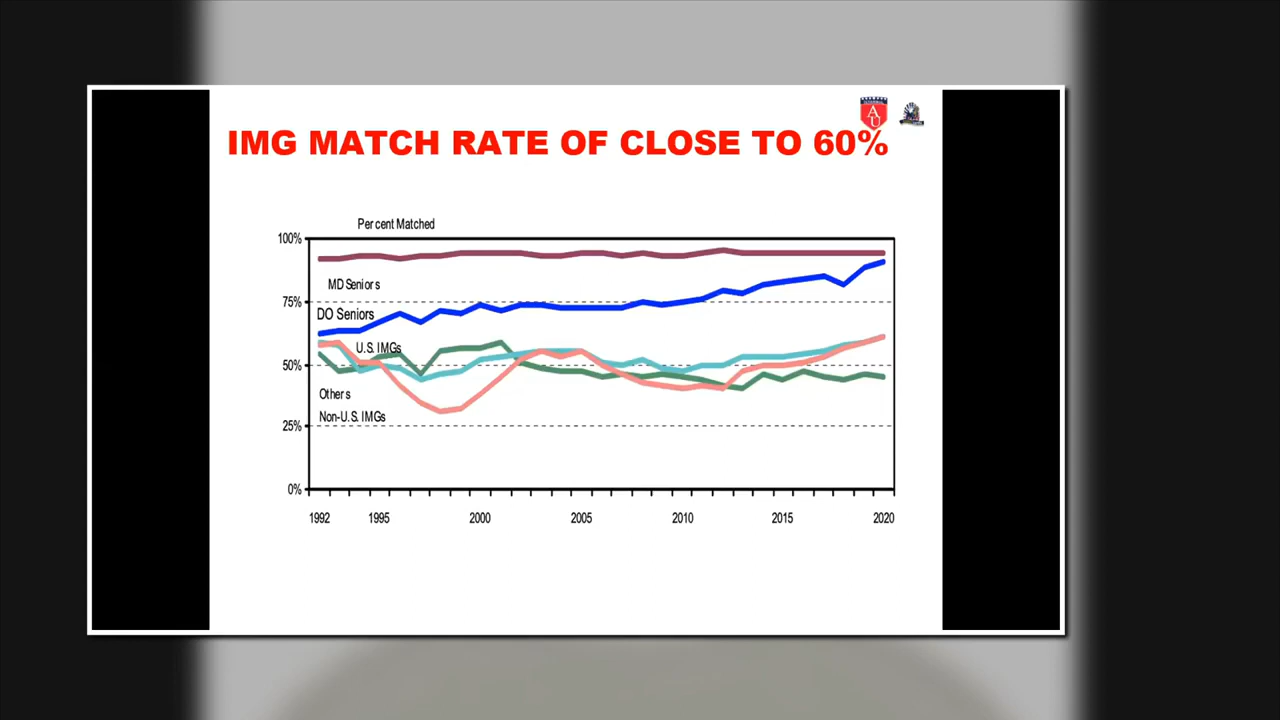 A
U
IMG MATCH RATE OF CLOSE TO 60%
Percent Matched
100%
MD Seniors
75%
DO Seniors
U.S. IMGs
50%
Others
Non-U.S. IMGs
25%
0%
1992 1995 2000 2005 2010 2015 2020